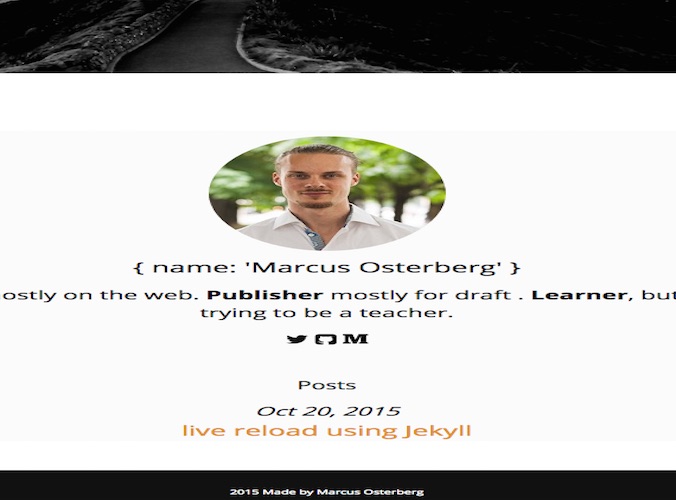 { name: 'Marcus Osterberg' }
on the web. Publisher mostly for draft . Learner, but
trying to be a teacher.
Posts
Oct 20, 2015
live reload using Jekyll
2015 Made by Marcus Osterberg